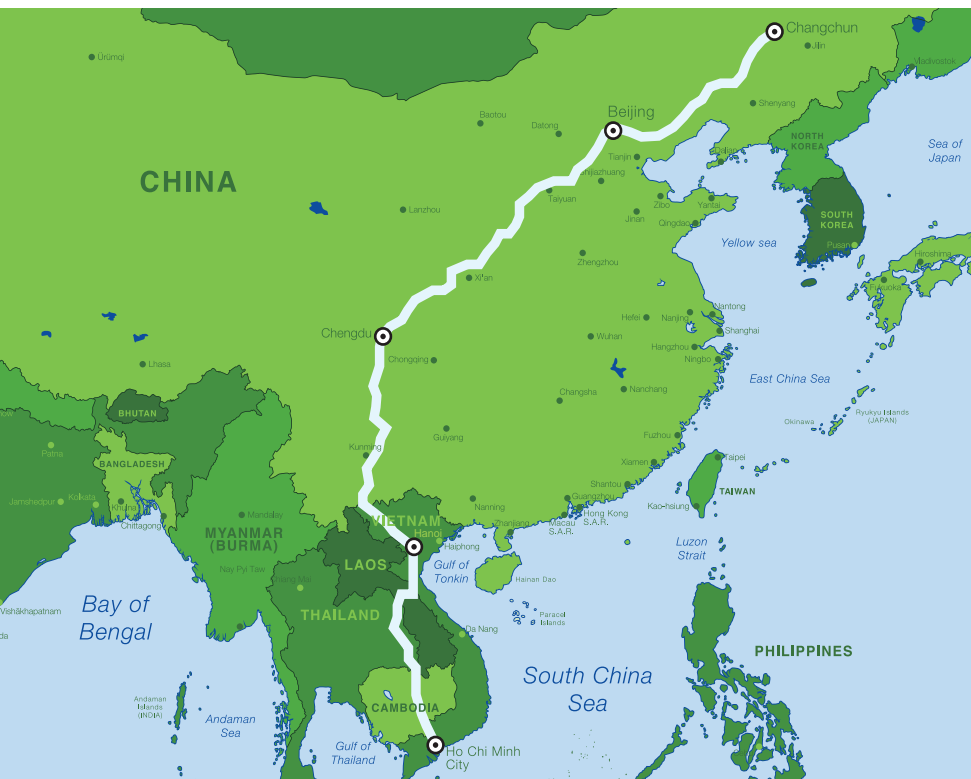 Changchun
Jilin
Ürümqi
Vladivostok
Shenyang
Beijing
Baotou
Datong
NORTH
KOREA
Sea of
Japan
Tianjin
Dalian
Shijiazhuang
CHINA
Taiyuan
Zibo
Yantai
Lanzhou
Jinan
Qingdao
SOUTH
KOREA
Yellow sea
Pusan
Hiroshima
Zhengzhou
Xi'an
Fukuoka
Nantong
Hefei
Nanjing
Chengdu
Shanghai
Wuhan
Hangzhou
Chongqing
Ningbo
Lhasa
East China Sea
Changsha
Nanchang
BHUTAN
Ryukyu Islands
(JAPAN)
Okinawa
Guiyang
Fuzhou
Patna
Kunming
BANGLADESH
Xiamen
Taipei
Shantou
TAIWAN
Jamshedpur
Kolkata
Khulna
Guangzhou
Nanning
Kao-hsiung
Hong Kong
S.A.R.
Mandalay
Chittagong
VIETNAM
Zhanjiang
Macau
S.A.R.
MYANMAR
(BURMA)
Hanoi
Haiphong
Luzon
Strait
LAOS
Gulf of
Tonkin
Nay Pyi Taw
Chiang Mai
Hainan Dao
Vishākhapatnam
Bay of
Bengal
THAILAND
Paracel
Islands
da
Da Nang
PHILIPPINES
South China
Sea
Andaman
Islands
(INDIA)
CAMBODIA
Andaman
Sea
Gulf of
Thailand
Ho Chi Minh
City